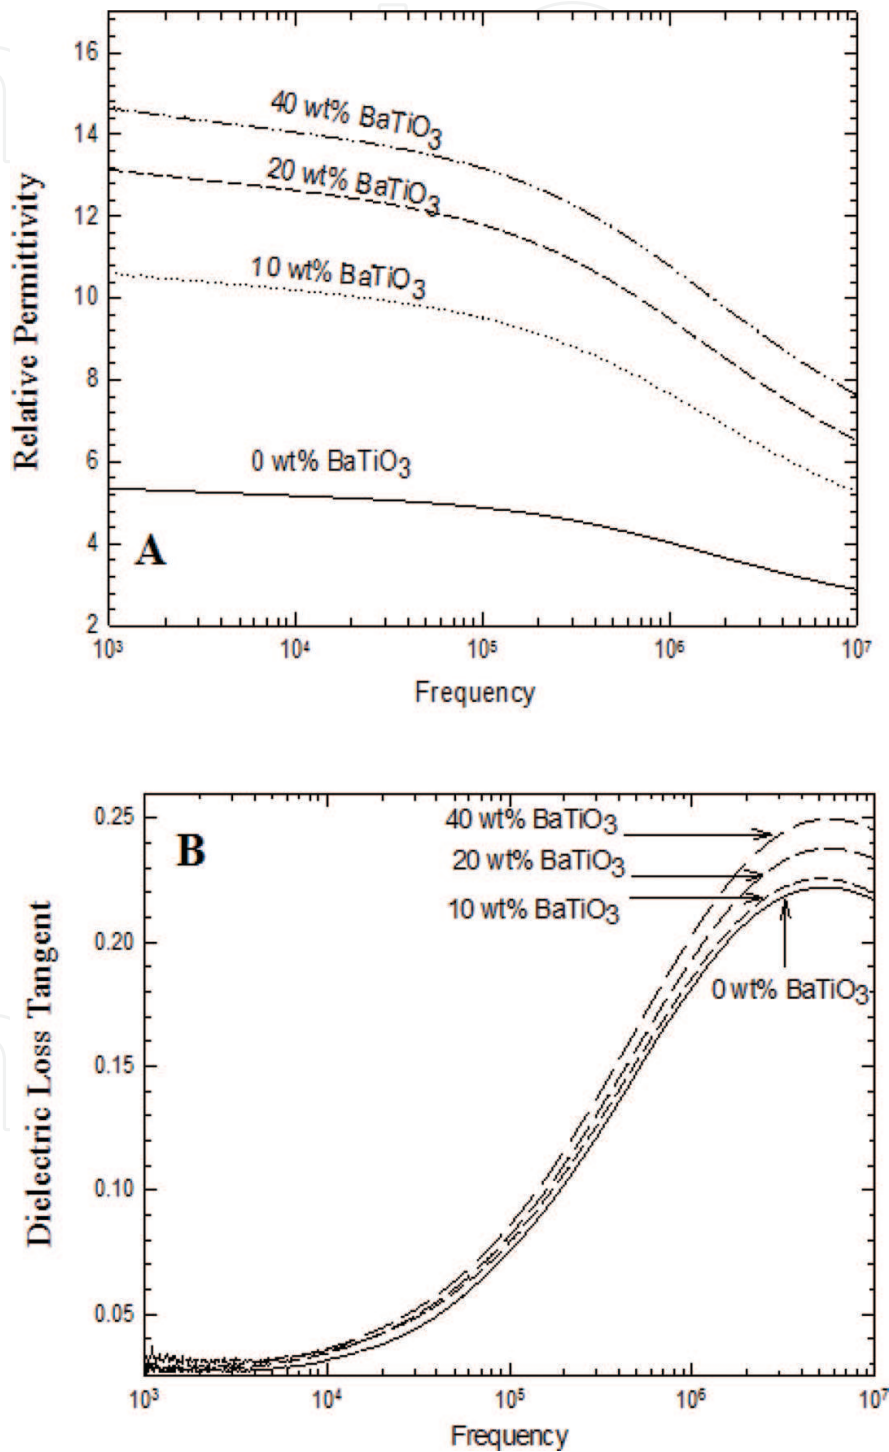 16
14
12
10
8
6
4
2
Relative Permittivity
40 wt% BaTiO3
20 wt% BaTiO3
10 wt% BaTiO3
0 wt% BaTiO3
A
10³ 10⁴ 10⁵ 10⁶ 10⁷
Frequency
0.25
0.20
0.15
0.10
0.05
Dielectric Loss Tangent
B
40 wt% BaTiO3
20 wt% BaTiO3
10 wt% BaTiO3
0 wt% BaTiO3
10³ 10⁴ 10⁵ 10⁶ 10⁷
Frequency